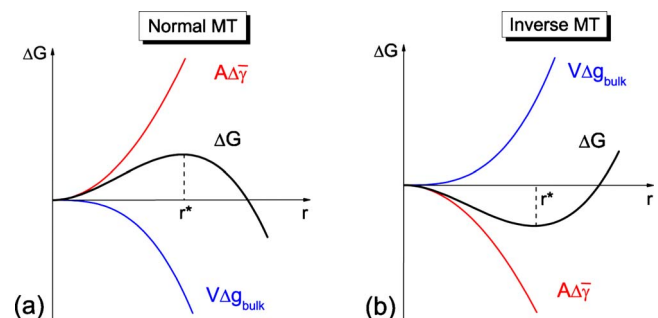 Normal MT
ΔG
AΔγ̅
ΔG
r*
r
VΔg_bulk
(a)
Inverse MT
ΔG
VΔg_bulk
ΔG
r*
r
AΔγ̅
(b)